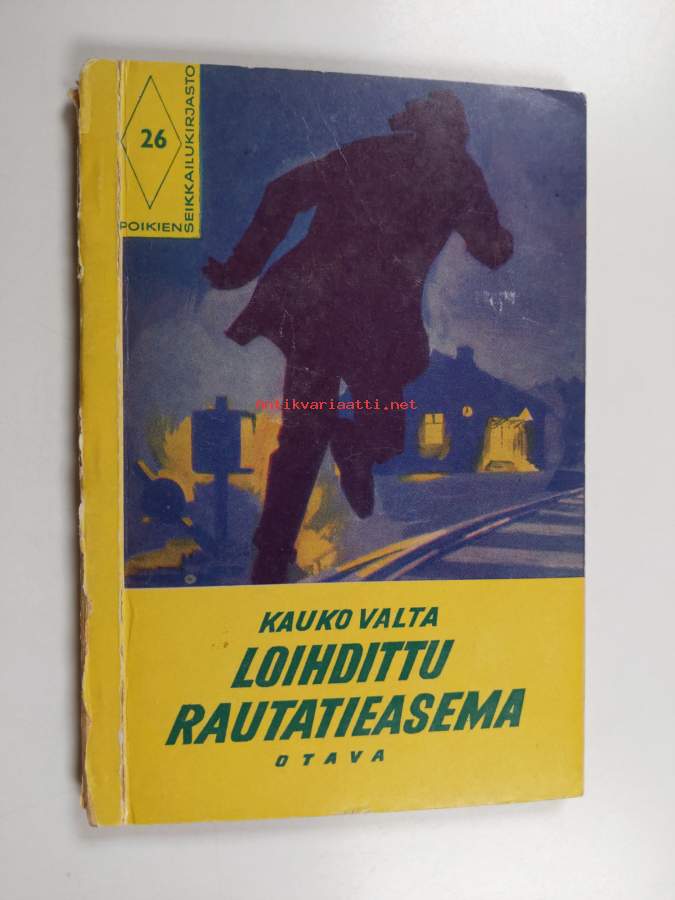 26
POIKIEN
SEIKKAILUKIRJASTO
antikvariaatti.net
KAUKO VALTA
LOIHDITTU
RAUTATIEASEMA
OTAVA